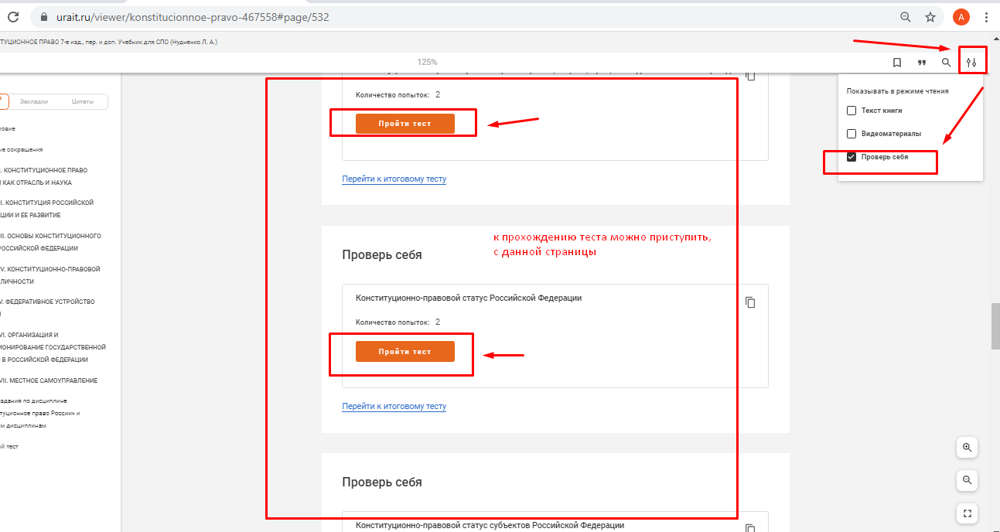 urait.ru/viewer/konstitucionnoe-pravo-467558#page/532
А
ТУЦИОННОЕ ПРАВО 7-е изд., пер. и доп. Учебник для СПО (Нудненко Л. А.)
125%
Закладки
Цитаты
I. КОНСТИТУЦИОННОЕ ПРАВО
КАК ОТРАСЛЬ И НАУКА
I. КОНСТИТУЦИЯ РОССИЙСКОЙ
ЦИИ И ЕЕ РАЗВИТИЕ
II. ОСНОВЫ КОНСТИТУЦИОННОГО
РОССИЙСКОЙ ФЕДЕРАЦИИ
V. КОНСТИТУЦИОННО-ПРАВОВОЙ
ЛИЧНОСТИ
V. ФЕДЕРАТИВНОЕ УСТРОЙСТВО
VI. ОРГАНИЗАЦИЯ И
ИОНИРОВАНИЕ ГОСУДАРСТВЕННОЙ
В РОССИЙСКОЙ ФЕДЕРАЦИИ
VII. МЕСТНОЕ САМОУПРАВЛЕНИЕ
здания по дисциплине
туционное право России» и
м дисциплинам
й тест
Количество попыток: 2
Пройти тест
Перейти к итоговому тесту
к прохождению теста можно приступить,
с данной страницы
Проверь себя
Конституционно-правовой статус Российской Федерации
Количество попыток: 2
Пройти тест
Перейти к итоговому тесту
Проверь себя
Конституционно-правовой статус субъектов Российской Федерации
Показывать в режиме чтения
Текст книги
Видеоматериалы
Проверь себя